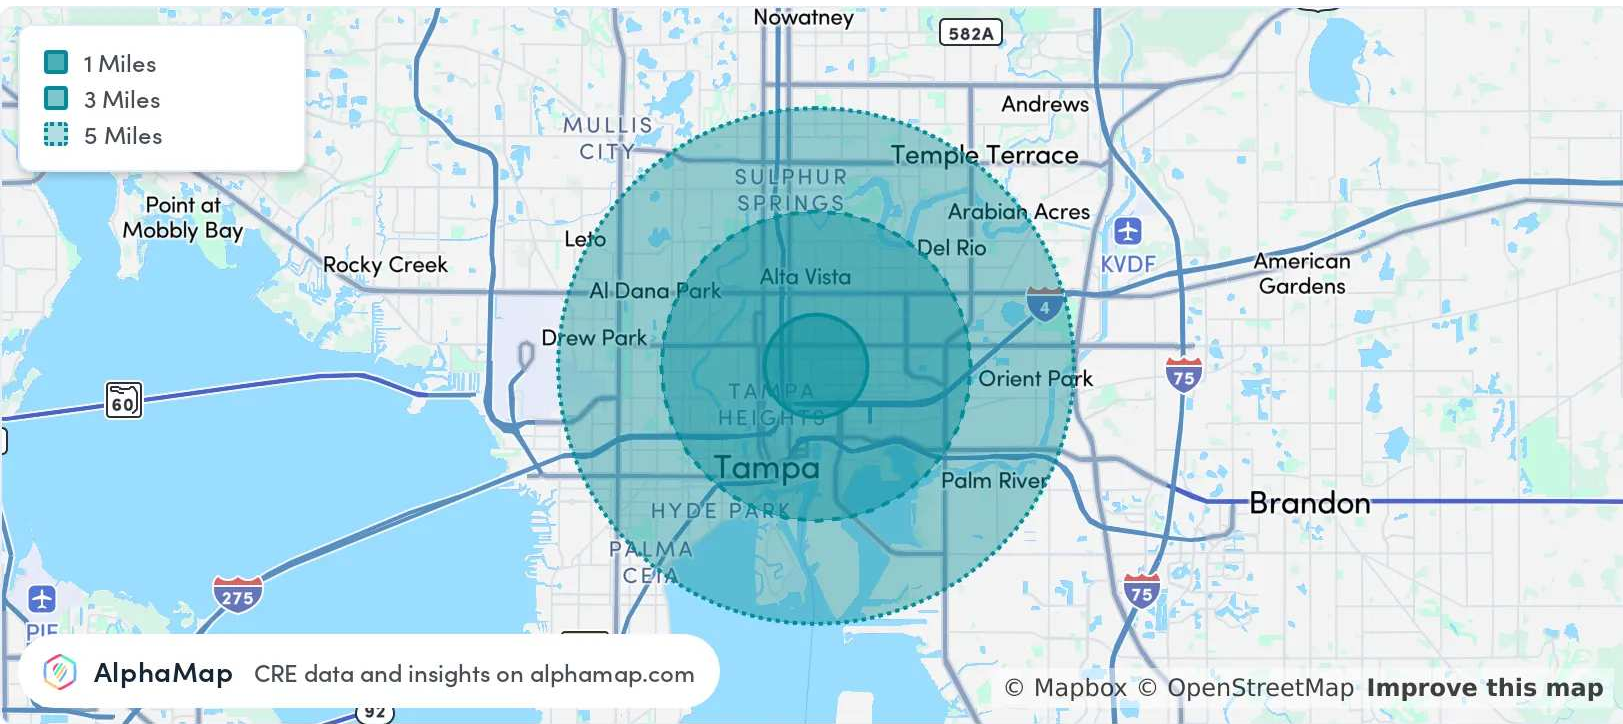 1 Miles
3 Miles
5 Miles
Nowatney
582A
Andrews
MULLIS
CITY
Temple Terrace
SULPHUR
SPRINGS
Point at
Mobbly Bay
Arabian Acres
Leto
Del Rio
Rocky Creek
KVDF
American
Gardens
Alta Vista
Al Dana Park
4
Drew Park
Orient Park
75
60
TAMPA
HEIGHTS
Tampa
Palm River
HYDE PARK
Brandon
PALMA
CEIA
275
75
PIE
AlphaMap
CRE data and insights on alphamap.com
© Mapbox © OpenStreetMap Improve this map
92